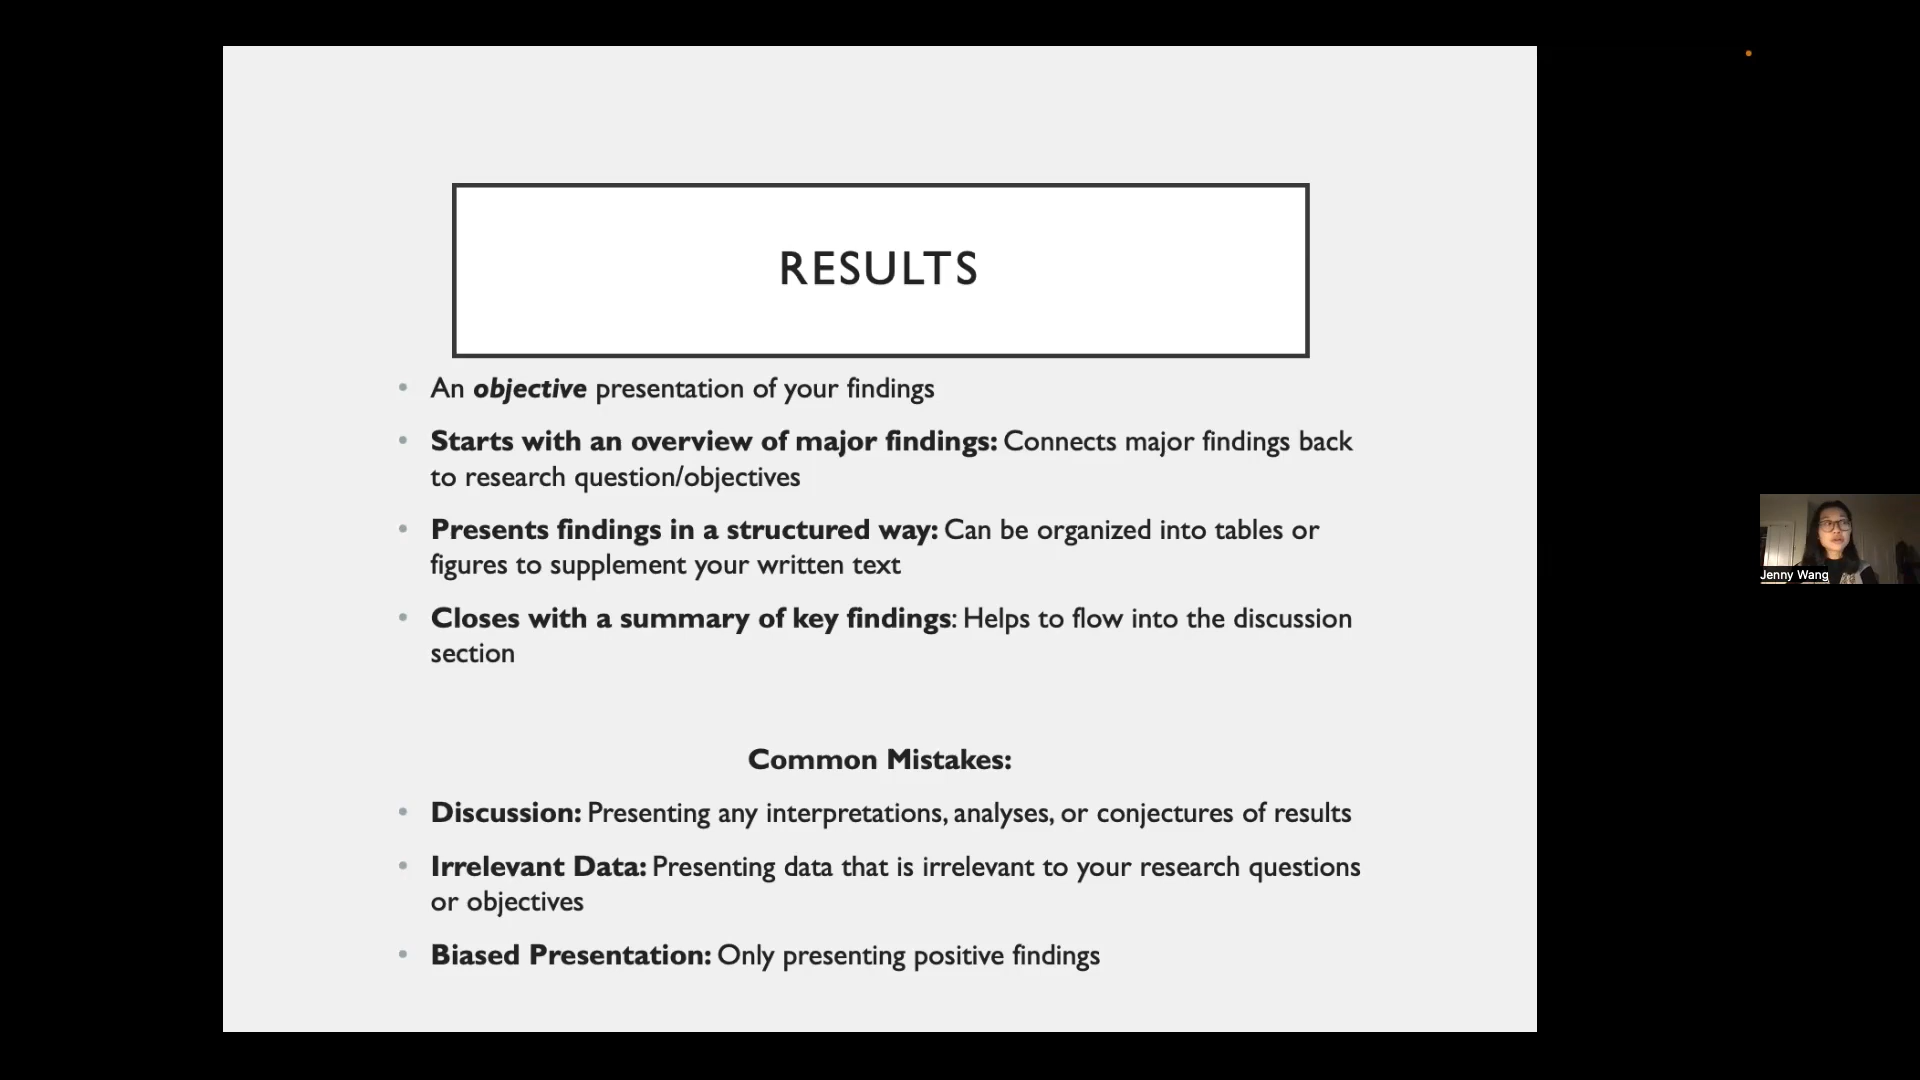 RESULTS
• An objective presentation of your findings
• Starts with an overview of major findings: Connects major findings back
to research question/objectives
• Presents findings in a structured way: Can be organized into tables or
figures to supplement your written text
• Closes with a summary of key findings: Helps to flow into the discussion
section
Common Mistakes:
• Discussion: Presenting any interpretations, analyses, or conjectures of results
• Irrelevant Data: Presenting data that is irrelevant to your research questions
or objectives
• Biased Presentation: Only presenting positive findings
Jenny Wang